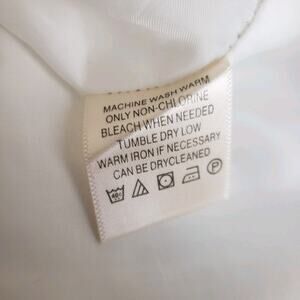 MACHINE WASH WARM
ONLY NON-CHLORINE
BLEACH WHEN NEEDED
TUMBLE DRY LOW
WARM IRON IF NECESSARY
CAN BE DRYCLEANED
40c P